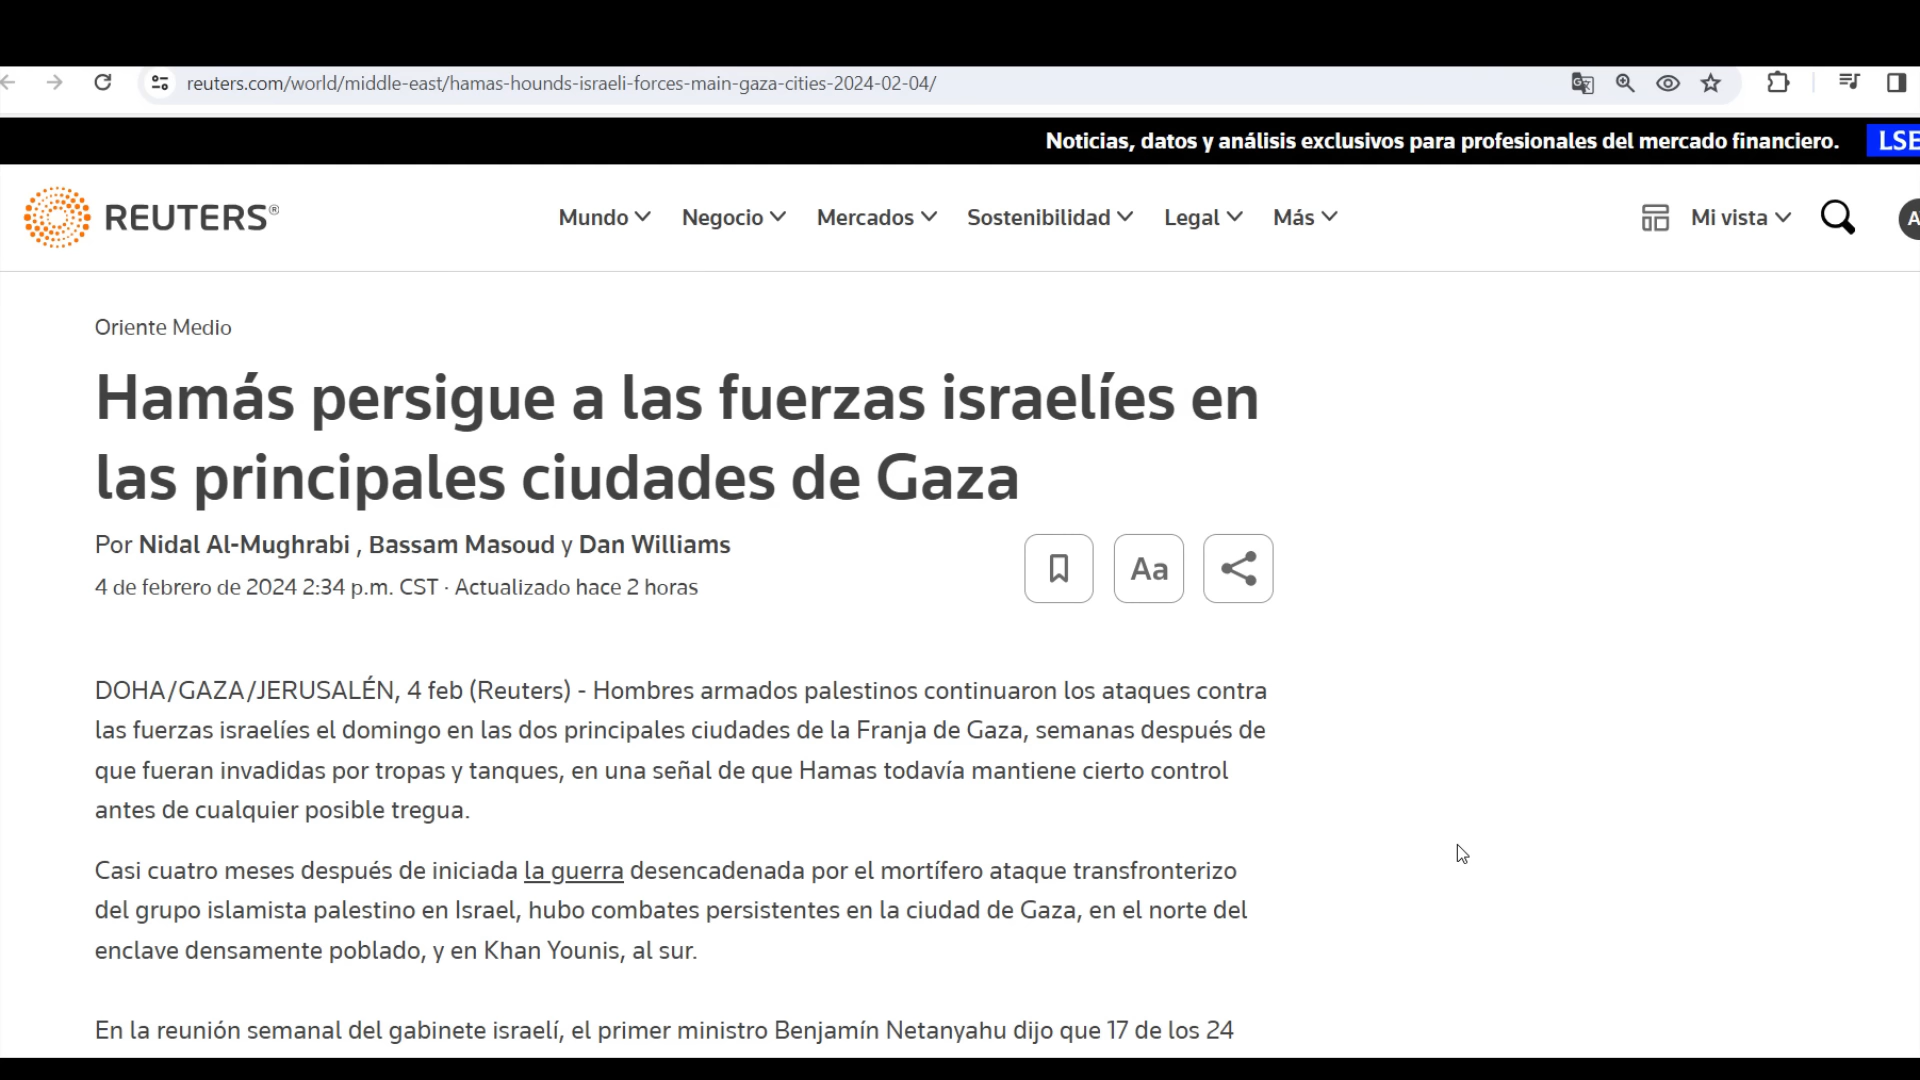 reuters.com/world/middle-east/hamas-hounds-israeli-forces-main-gaza-cities-2024-02-04/
Noticias, datos y análisis exclusivos para profesionales del mercado financiero.
LSE
REUTERS®
Mundo Negocio Mercados Sostenibilidad Legal Más Mi vista A
Oriente Medio
Hamás persigue a las fuerzas israelíes en
las principales ciudades de Gaza
Por Nidal Al-Mughrabi , Bassam Masoud y Dan Williams
4 de febrero de 2024 2:34 p.m. CST · Actualizado hace 2 horas
Aa
DOHA/GAZA/JERUSALÉN, 4 feb (Reuters) - Hombres armados palestinos continuaron los ataques contra
las fuerzas israelíes el domingo en las dos principales ciudades de la Franja de Gaza, semanas después de
que fueran invadidas por tropas y tanques, en una señal de que Hamas todavía mantiene cierto control
antes de cualquier posible tregua.
Casi cuatro meses después de iniciada la guerra desencadenada por el mortífero ataque transfronterizo
del grupo islamista palestino en Israel, hubo combates persistentes en la ciudad de Gaza, en el norte del
enclave densamente poblado, y en Khan Younis, al sur.
En la reunión semanal del gabinete israelí, el primer ministro Benjamín Netanyahu dijo que 17 de los 24